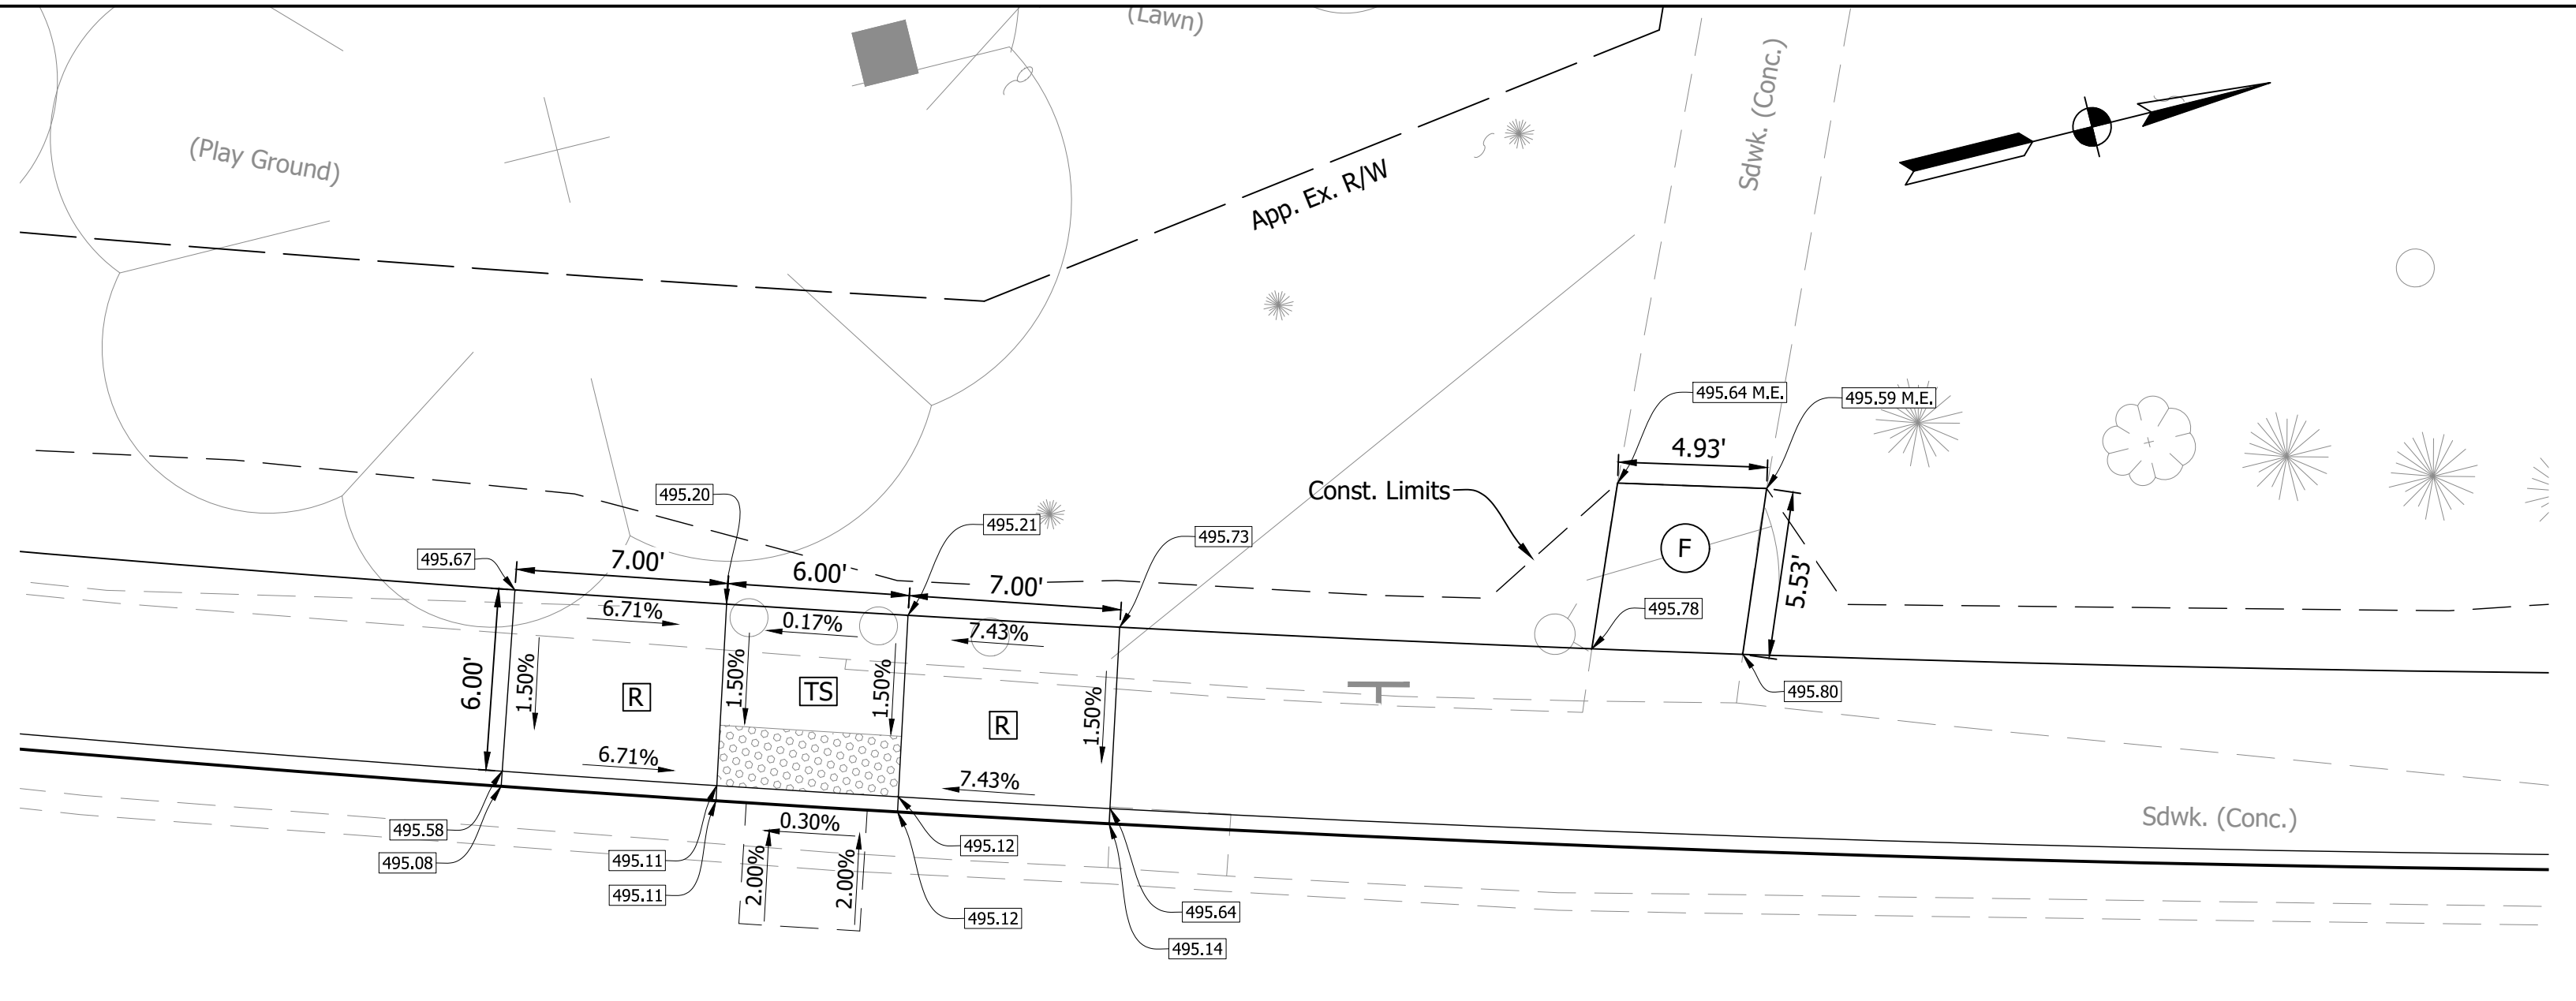 (Lawn)
(Play Ground)
App. Ex. R/W
Sdwk. (Conc.)
495.64 M.E.
495.59 M.E.
4.93'
Const. Limits
F
5.53'
495.78
495.80
495.20
495.21
495.73
495.67
7.00'
6.00'
7.00'
6.71%
0.17%
7.43%
6.00'
1.50%
R
1.50%
TS
1.50%
R
1.50%
6.71%
7.43%
495.58
495.08
495.11
495.11
0.30%
2.00%
2.00%
495.12
495.12
495.64
495.14
Sdwk. (Conc.)